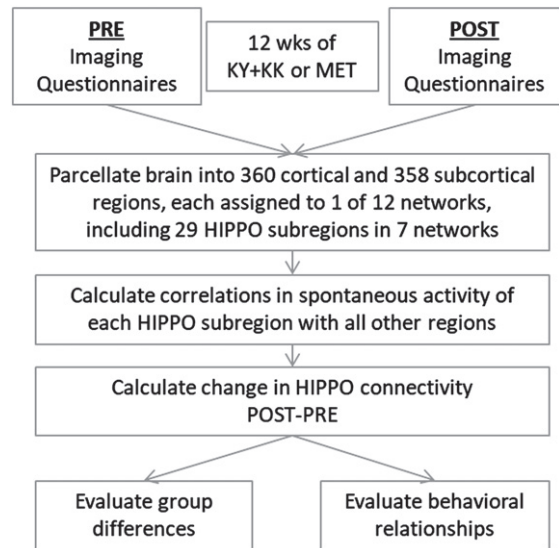 PRE
Imaging
Questionnaires
12 wks of
KY+KK or MET
POST
Imaging
Questionnaires
Parcellate brain into 360 cortical and 358 subcortical
regions, each assigned to 1 of 12 networks,
including 29 HIPPO subregions in 7 networks
Calculate correlations in spontaneous activity of
each HIPPO subregion with all other regions
Calculate change in HIPPO connectivity
POST-PRE
Evaluate group
differences
Evaluate behavioral
relationships